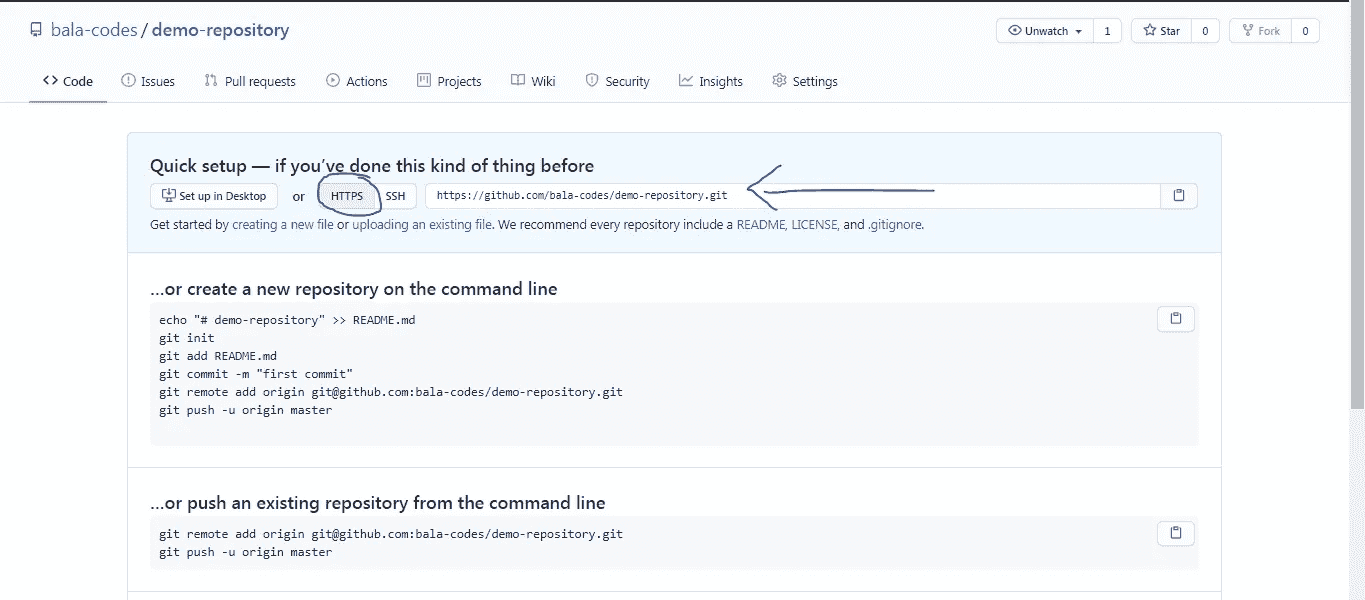 bala-codes / demo-repository
Unwatch 1 Star 0 Fork 0
Code Issues Pull requests Actions Projects Wiki Security Insights Settings
Quick setup — if you've done this kind of thing before
Set up in Desktop or HTTPS SSH https://github.com/bala-codes/demo-repository.git
Get started by creating a new file or uploading an existing file. We recommend every repository include a README, LICENSE, and .gitignore.
...or create a new repository on the command line
echo "# demo-repository" >> README.md
git init
git add README.md
git commit -m "first commit"
git remote add origin git@github.com:bala-codes/demo-repository.git
git push -u origin master
...or push an existing repository from the command line
git remote add origin git@github.com:bala-codes/demo-repository.git
git push -u origin master